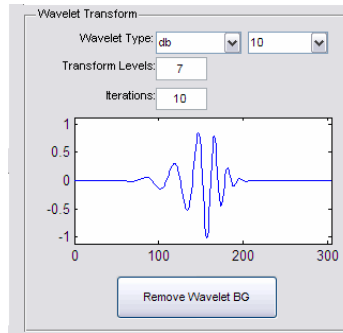 Wavelet Transform
Wavelet Type: db 10
Transform Levels: 7
Iterations: 10
1
0.5
0
-0.5
-1
0 100 200 300
Remove Wavelet BG